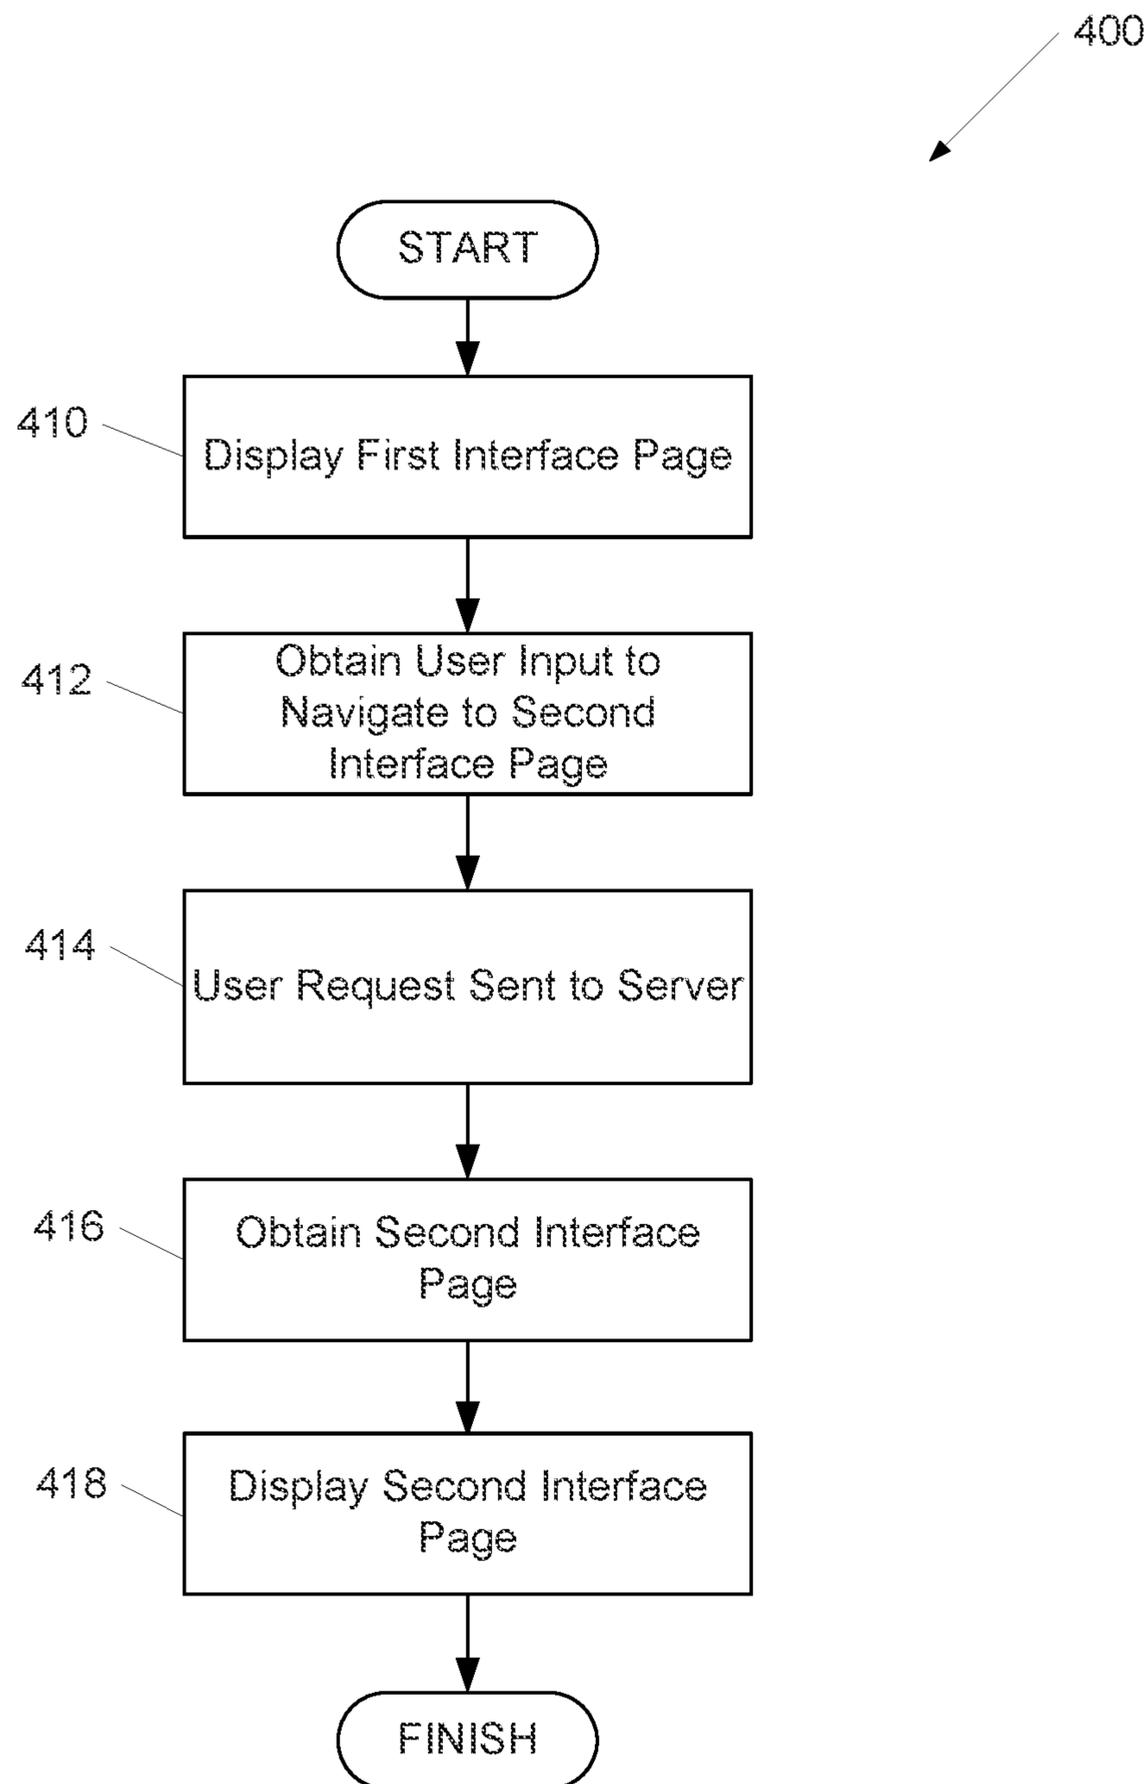 400
START
410
Display First Interface Page
412
Obtain User Input to
Navigate to Second
Interface Page
414
User Request Sent to Server
416
Obtain Second Interface
Page
418
Display Second Interface
Page
FINISH